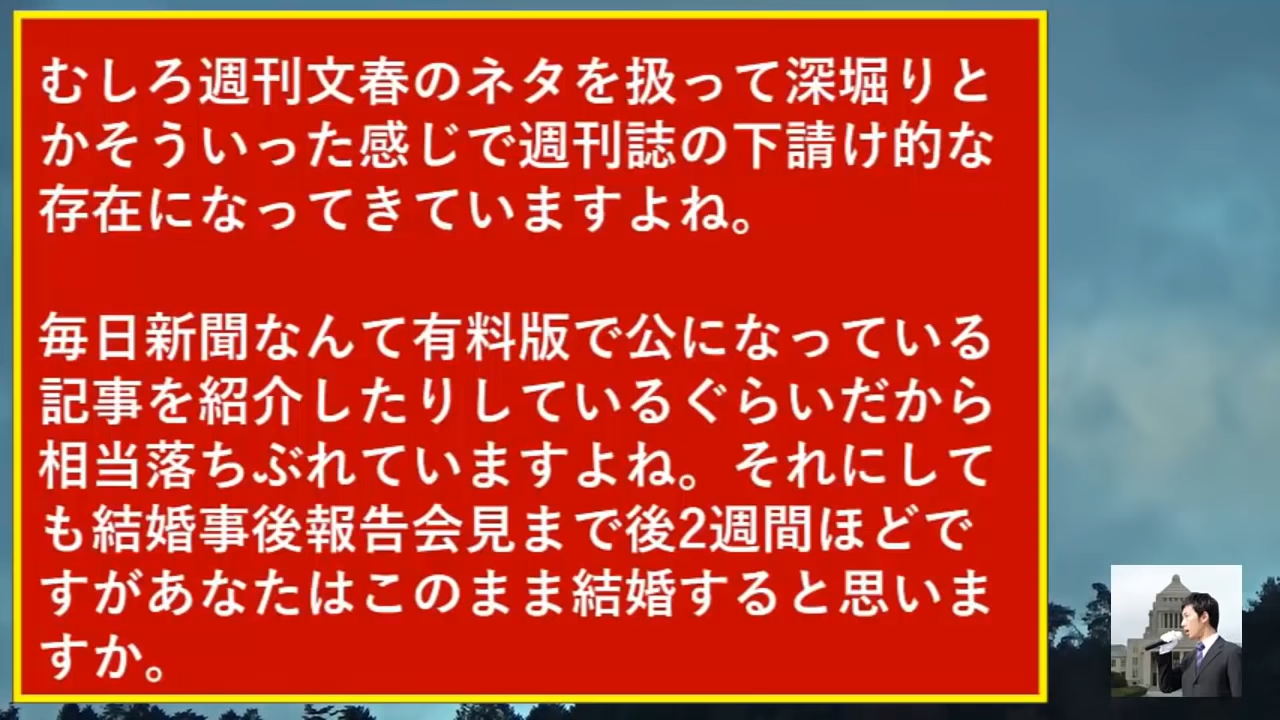 むしろ週刊文春のネタを扱って深堀りと
かそういった感じで週刊誌の下請け的な
存在になってきていますよね。
毎日新聞なんて有料版で公になっている
記事を紹介したりしているぐらいだから
相当落ちぶれていますよね。それにして
も結婚事後報告会見まで後2週間ほどで
すがあなたはこのまま結婚すると思いま
すか。